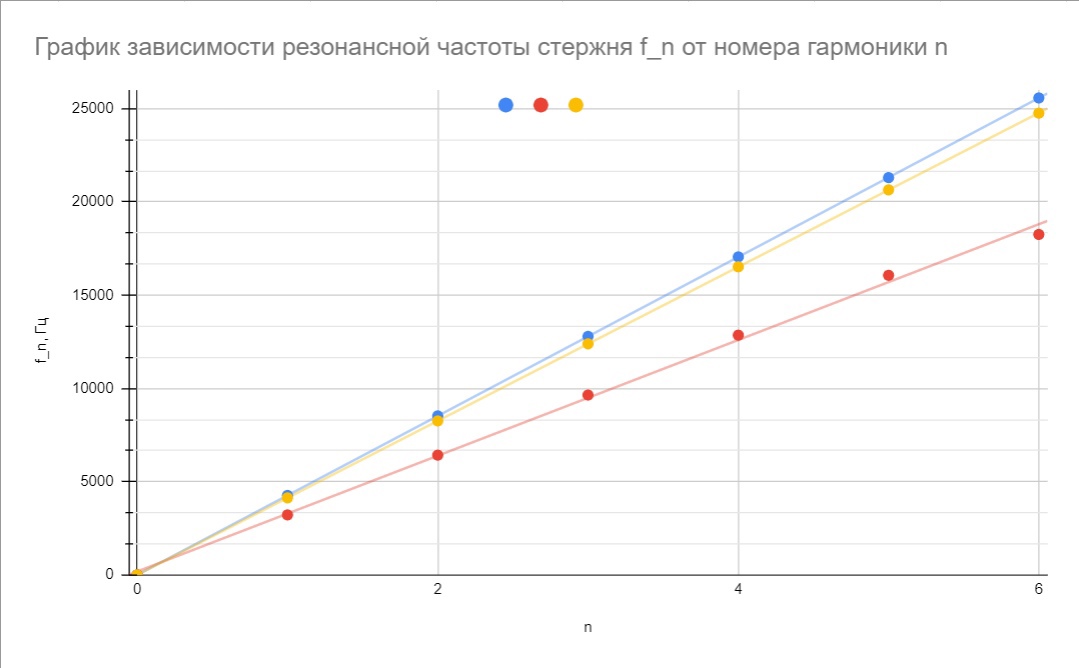 График зависимости резонансной частоты стержня f_n от номера гармоники n
25000
20000
15000
10000
5000
0
f_n, Гц
0 2 4 6
n